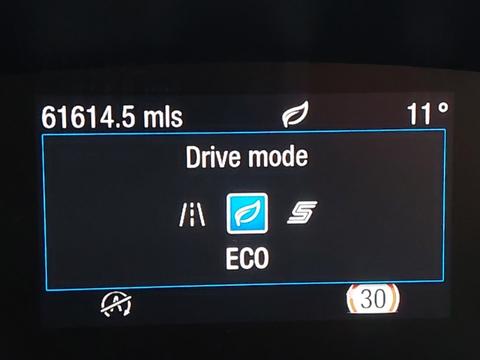 61614.5 mls 11°
Drive mode
ECO
A 30